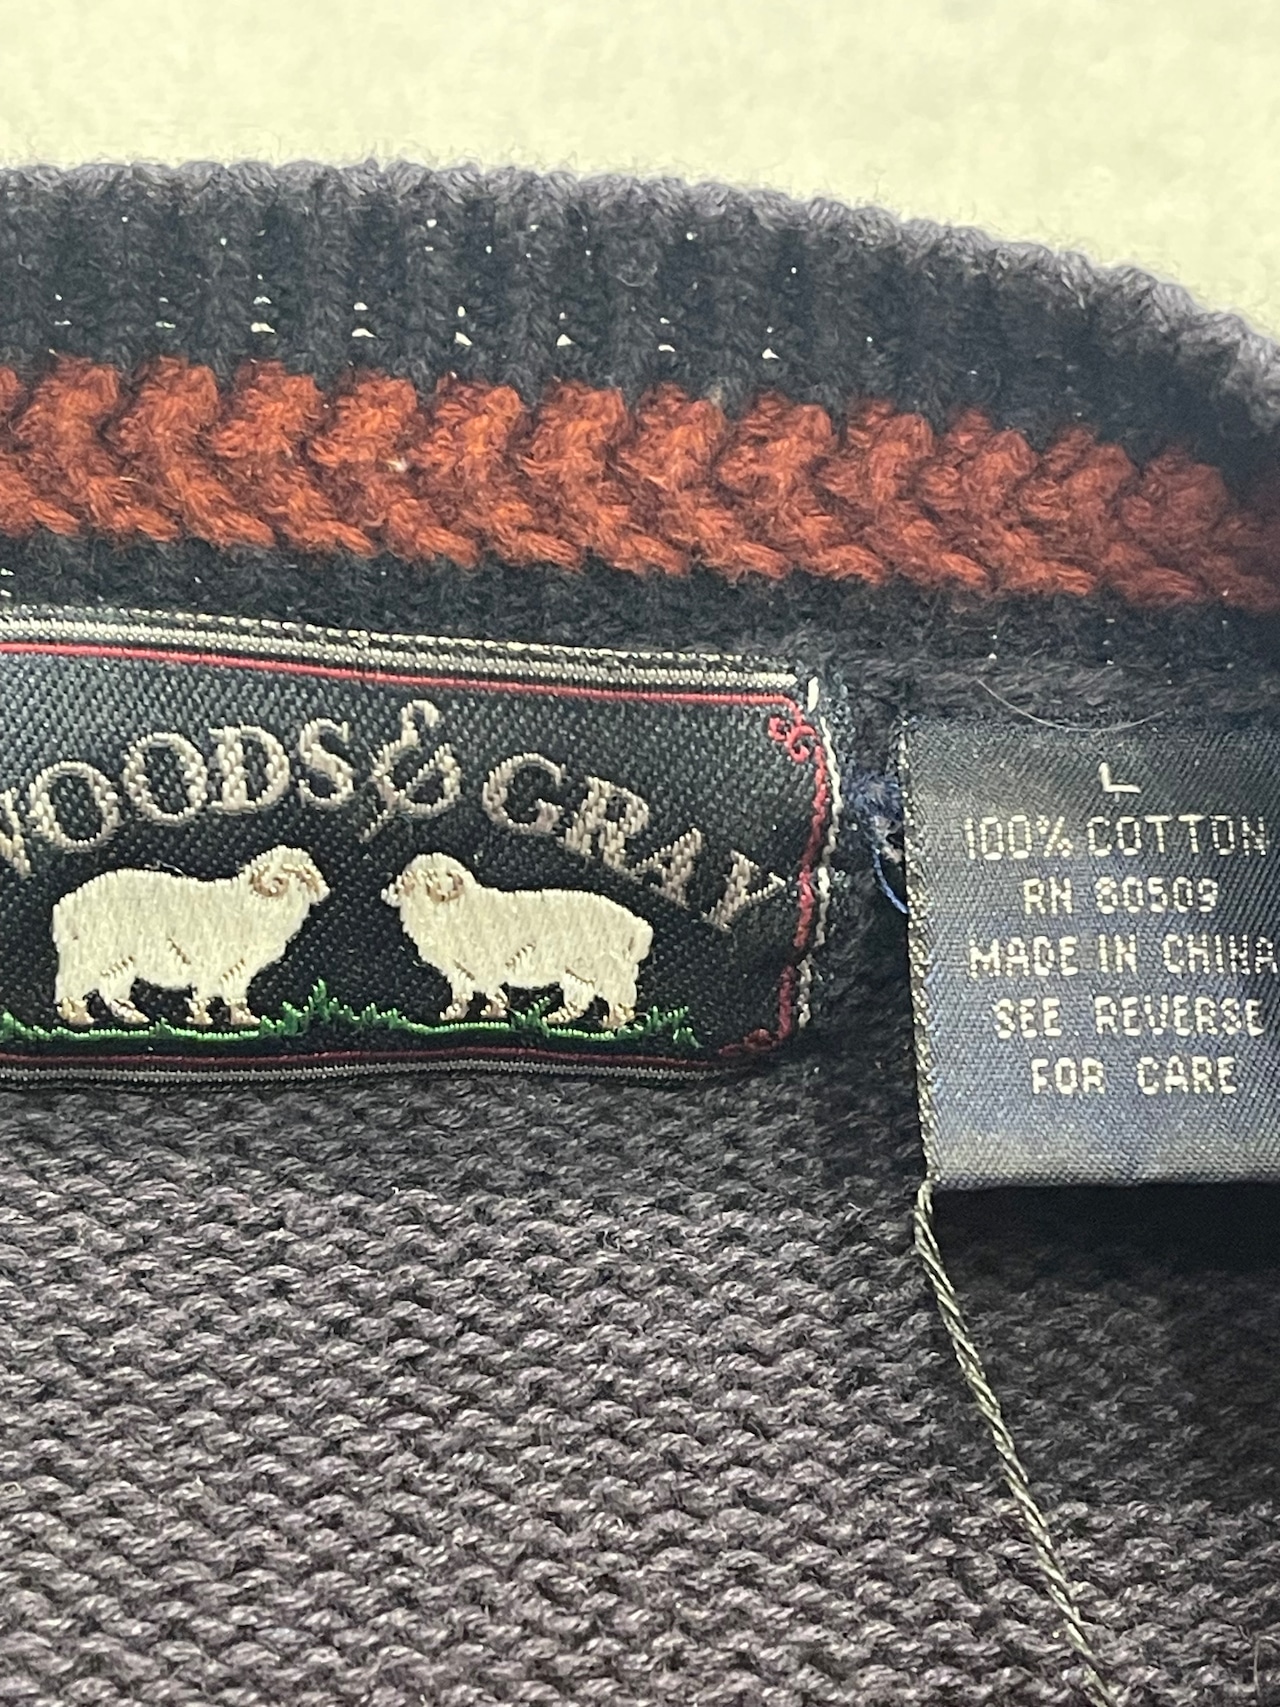 WOODS & GRAY
L
100% COTTON
RN 80509
MADE IN CHINA
SEE REVERSE
FOR CARE